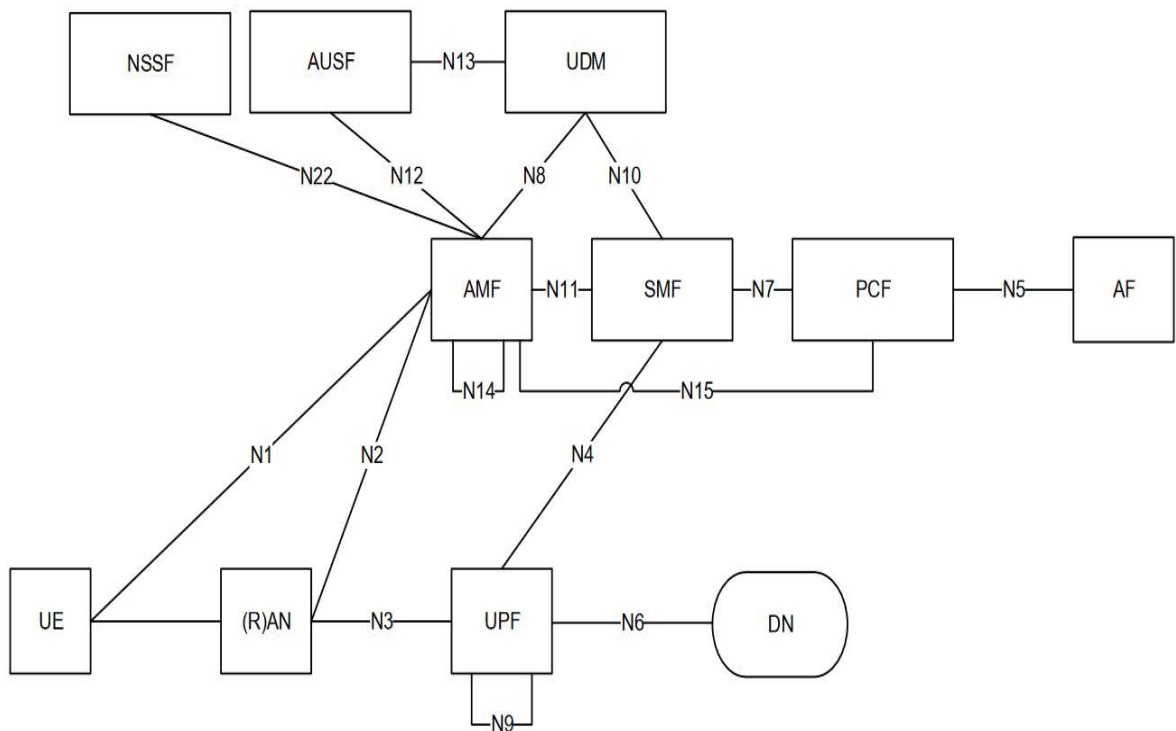 NSSF
AUSF
N13
UDM
N22
N12
N8
N10
AMF
N11
SMF
N7
PCF
N5
AF
N14
N15
N1
N2
N4
UE
(R)AN
N3
UPF
N6
DN
N9